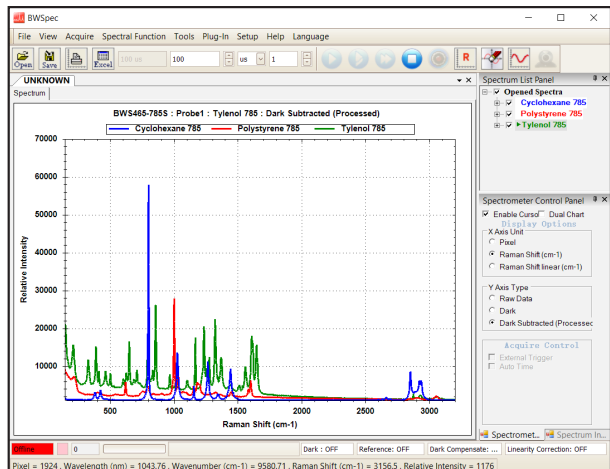 BWSpec
File View Acquire Spectral Function Tools Plug-In Setup Help Language
Open Save Excel 100 us 100 us 1 R
UNKNOWN
Spectrum
BWS465-785S : Probe1 : Tylenol 785 : Dark Subtracted (Processed)
Cyclohexane 785 Polystyrene 785 Tylenol 785
70000
60000
50000
40000
30000
20000
10000
Relative Intensity
500 1000 1500 2000 2500 3000
Raman Shift (cm-1)
Spectrum List Panel
Opened Spectra
Cyclohexane 785
Polystyrene 785
Tylenol 785
Spectrometer Control Panel
Enable Curso Dual Chart
Display Options
X Axis Unit
Pixel
Raman Shift (cm-1)
Raman Shift linear (cm-1)
Y Axis Type
Raw Data
Dark
Dark Subtracted (Processec
Acquire Control
External Trigger
Auto Time
Spectromet... Spectrum In...
Offline 0 Dark : OFF Reference: OFF Dark Compensate: ... Linearity Correction: OFF
Pixel = 1924 , Wavelength (nm) = 1043.76 , Wavenumber (cm-1) = 9580.71 , Raman Shift (cm-1) = 3156.5 , Relative Intensity = 1176